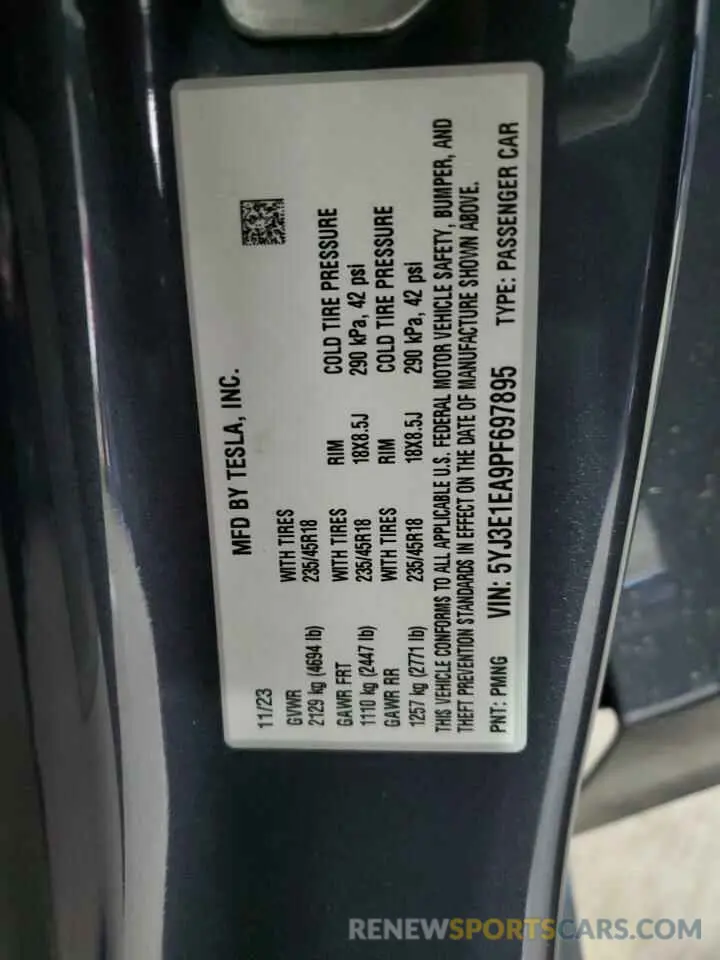 MFD BY TESLA, INC.
11/23
GVWR WITH TIRES RIM COLD TIRE PRESSURE
2129 kg (4694 lb) 235/45R18
GAWR FRT WITH TIRES RIM COLD TIRE PRESSURE
1110 kg (2447 lb) 235/45R18 18X8.5J 290 kPa, 42 psi
GAWR RR WITH TIRES RIM COLD TIRE PRESSURE
1257 kg (2771 lb) 235/45R18 18X8.5J 290 kPa, 42 psi
THIS VEHICLE CONFORMS TO ALL APPLICABLE U.S. FEDERAL MOTOR VEHICLE SAFETY, BUMPER, AND
THEFT PREVENTION STANDARDS IN EFFECT ON THE DATE OF MANUFACTURE SHOWN ABOVE.
PNT: PMNG VIN: 5YJ3E1EA9PF697895 TYPE: PASSENGER CAR
RENEWSPORTSCARS.COM